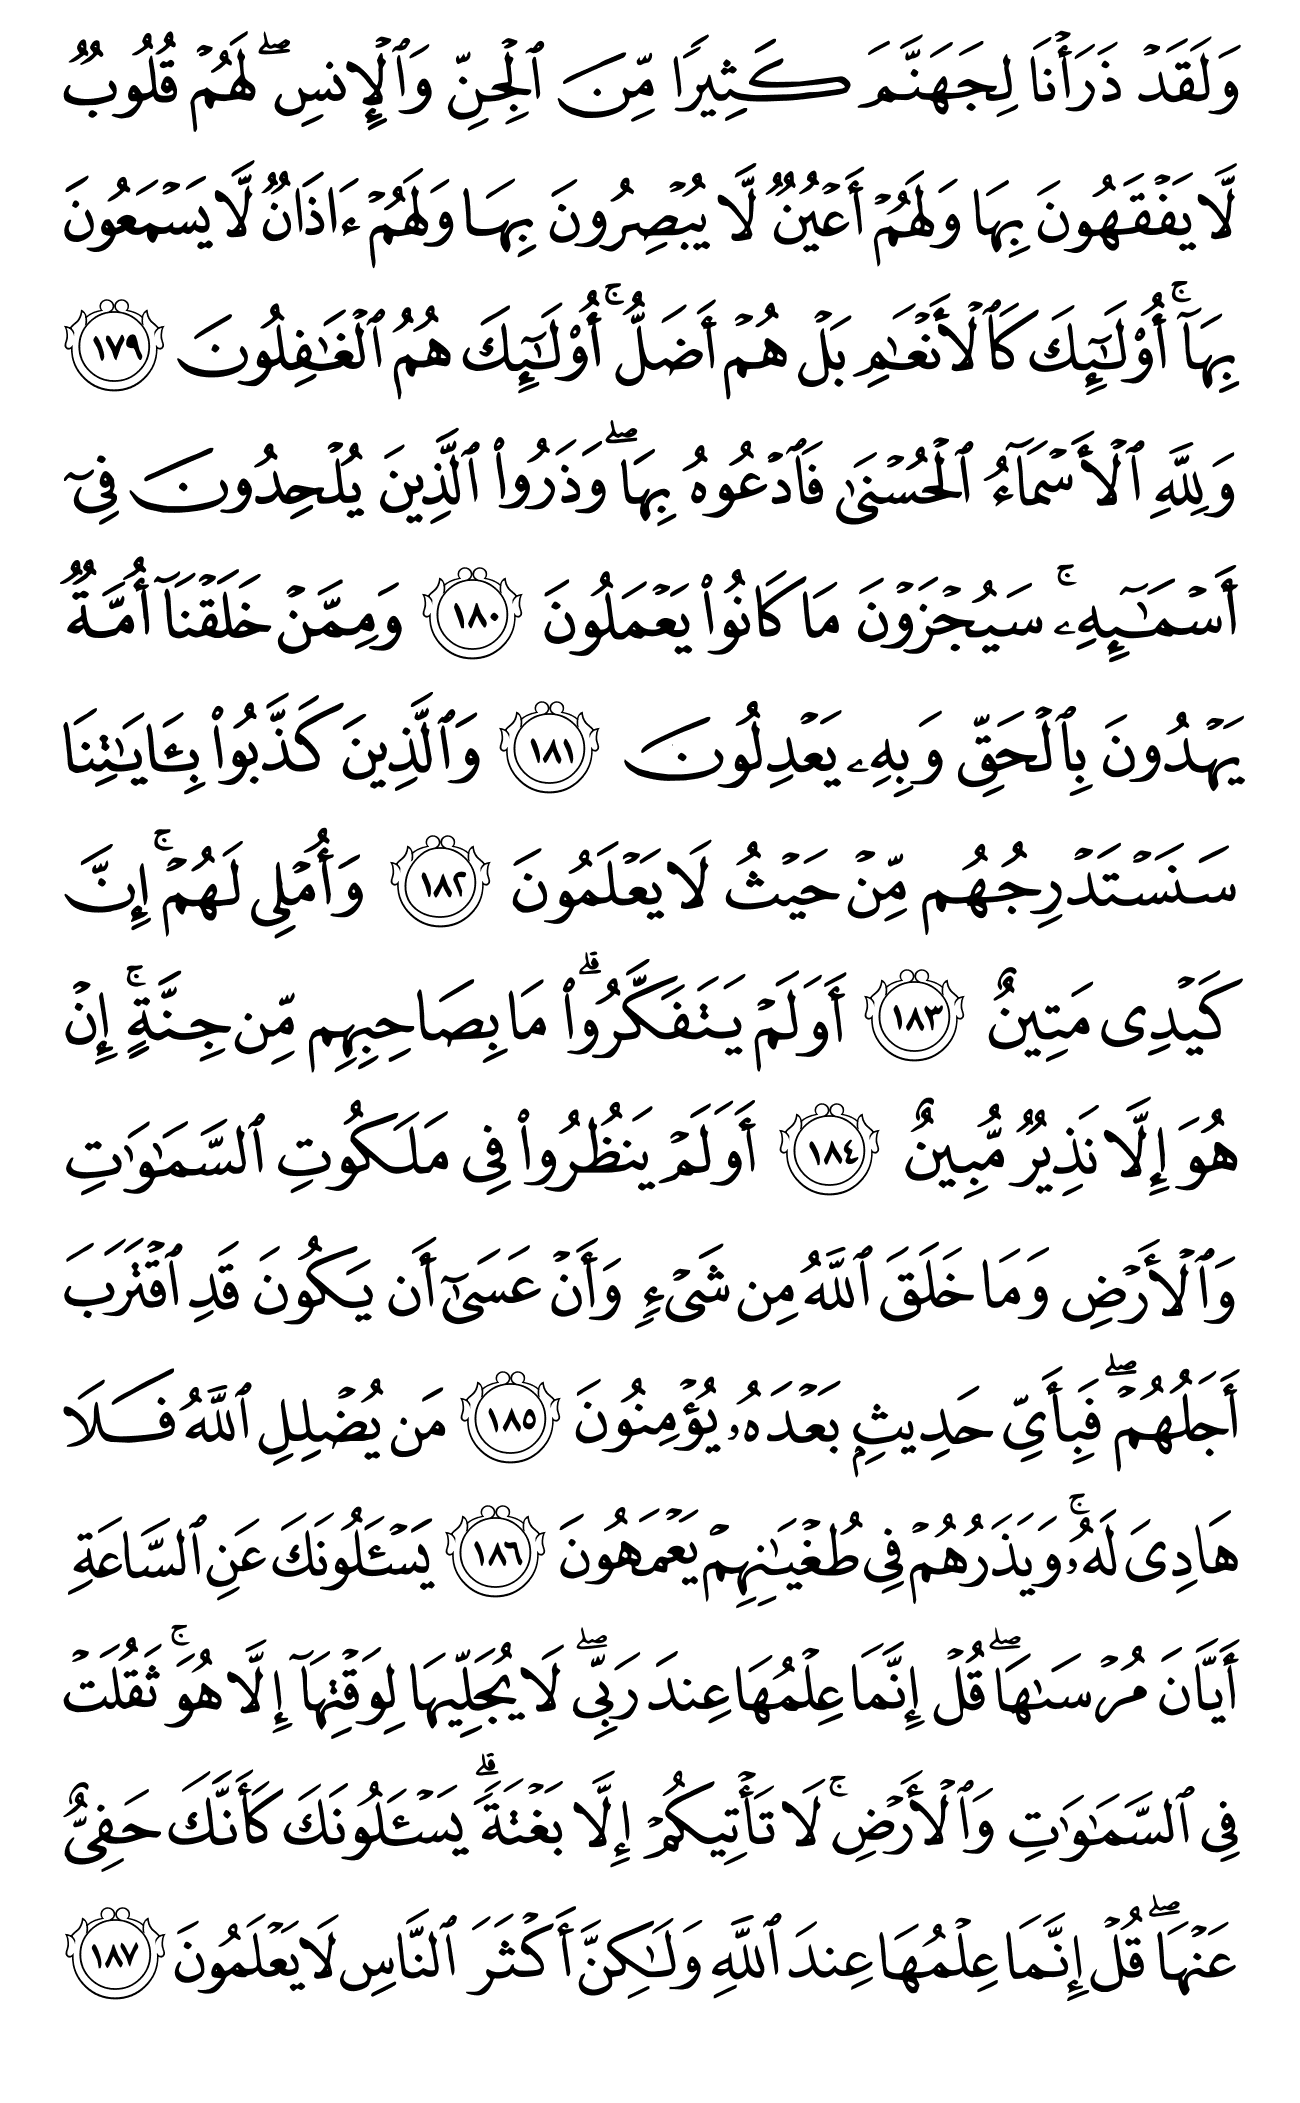 وَلَقَدْ ذَرَأْنَا لِجَهَنَّمَ كَثِيرًا مِّنَ ٱلْجِنِّ وَٱلْإِنسِ ۖ لَهُمْ قُلُوبٌ
لَّا يَفْقَهُونَ بِهَا وَلَهُمْ أَعْيُنٌ لَّا يُبْصِرُونَ بِهَا وَلَهُمْ ءَاذَانٌ لَّا يَسْمَعُونَ
بِهَآ ۚ أُو۟لَـٰٓئِكَ كَٱلْأَنْعَـٰمِ بَلْ هُمْ أَضَلُّ ۚ أُو۟لَـٰٓئِكَ هُمُ ٱلْغَـٰفِلُونَ ١٧٩
وَلِلَّهِ ٱلْأَسْمَآءُ ٱلْحُسْنَىٰ فَٱدْعُوهُ بِهَا ۖ وَذَرُوا۟ ٱلَّذِينَ يُلْحِدُونَ فِىٓ
أَسْمَـٰٓئِهِۦ ۚ سَيُجْزَوْنَ مَا كَانُوا۟ يَعْمَلُونَ ١٨٠ وَمِمَّنْ خَلَقْنَآ أُمَّةٌ
يَهْدُونَ بِٱلْحَقِّ وَبِهِۦ يَعْدِلُونَ ١٨١ وَٱلَّذِينَ كَذَّبُوا۟ بِـَٔايَـٰتِنَا
سَنَسْتَدْرِجُهُم مِّنْ حَيْثُ لَا يَعْلَمُونَ ١٨٢ وَأُمْلِى لَهُمْ ۚ إِنَّ
كَيْدِى مَتِينٌ ١٨٣ أَوَلَمْ يَتَفَكَّرُوا۟ ۗ مَا بِصَاحِبِهِم مِّن جِنَّةٍ ۚ إِنْ
هُوَ إِلَّا نَذِيرٌ مُّبِينٌ ١٨٤ أَوَلَمْ يَنظُرُوا۟ فِى مَلَكُوتِ ٱلسَّمَـٰوَٰتِ
وَٱلْأَرْضِ وَمَا خَلَقَ ٱللَّهُ مِن شَىْءٍ وَأَنْ عَسَىٰٓ أَن يَكُونَ قَدِ ٱقْتَرَبَ
أَجَلُهُمْ ۖ فَبِأَىِّ حَدِيثٍۭ بَعْدَهُۥ يُؤْمِنُونَ ١٨٥ مَن يُضْلِلِ ٱللَّهُ فَلَا
هَادِىَ لَهُۥ ۚ وَيَذَرُهُمْ فِى طُغْيَـٰنِهِمْ يَعْمَهُونَ ١٨٦ يَسْـَٔلُونَكَ عَنِ ٱلسَّاعَةِ
أَيَّانَ مُرْسَىٰهَا ۖ قُلْ إِنَّمَا عِلْمُهَا عِندَ رَبِّى ۖ لَا يُجَلِّيهَا لِوَقْتِهَآ إِلَّا هُوَ ۚ ثَقُلَتْ
فِى ٱلسَّمَـٰوَٰتِ وَٱلْأَرْضِ ۚ لَا تَأْتِيكُمْ إِلَّا بَغْتَةً ۗ يَسْـَٔلُونَكَ كَأَنَّكَ حَفِىٌّ
عَنْهَا ۖ قُلْ إِنَّمَا عِلْمُهَا عِندَ ٱللَّهِ وَلَـٰكِنَّ أَكْثَرَ ٱلنَّاسِ لَا يَعْلَمُونَ ١٨٧